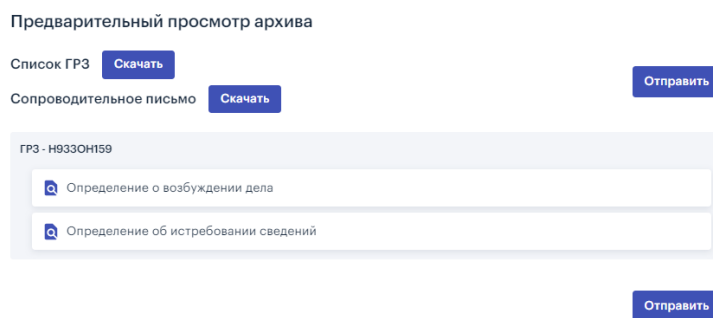 Предварительный просмотр архива
Список ГРЗ Скачать
Отправить
Сопроводительное письмо Скачать
ГРЗ - Н933ОН159
Определение о возбуждении дела
Определение об истребовании сведений
Отправить